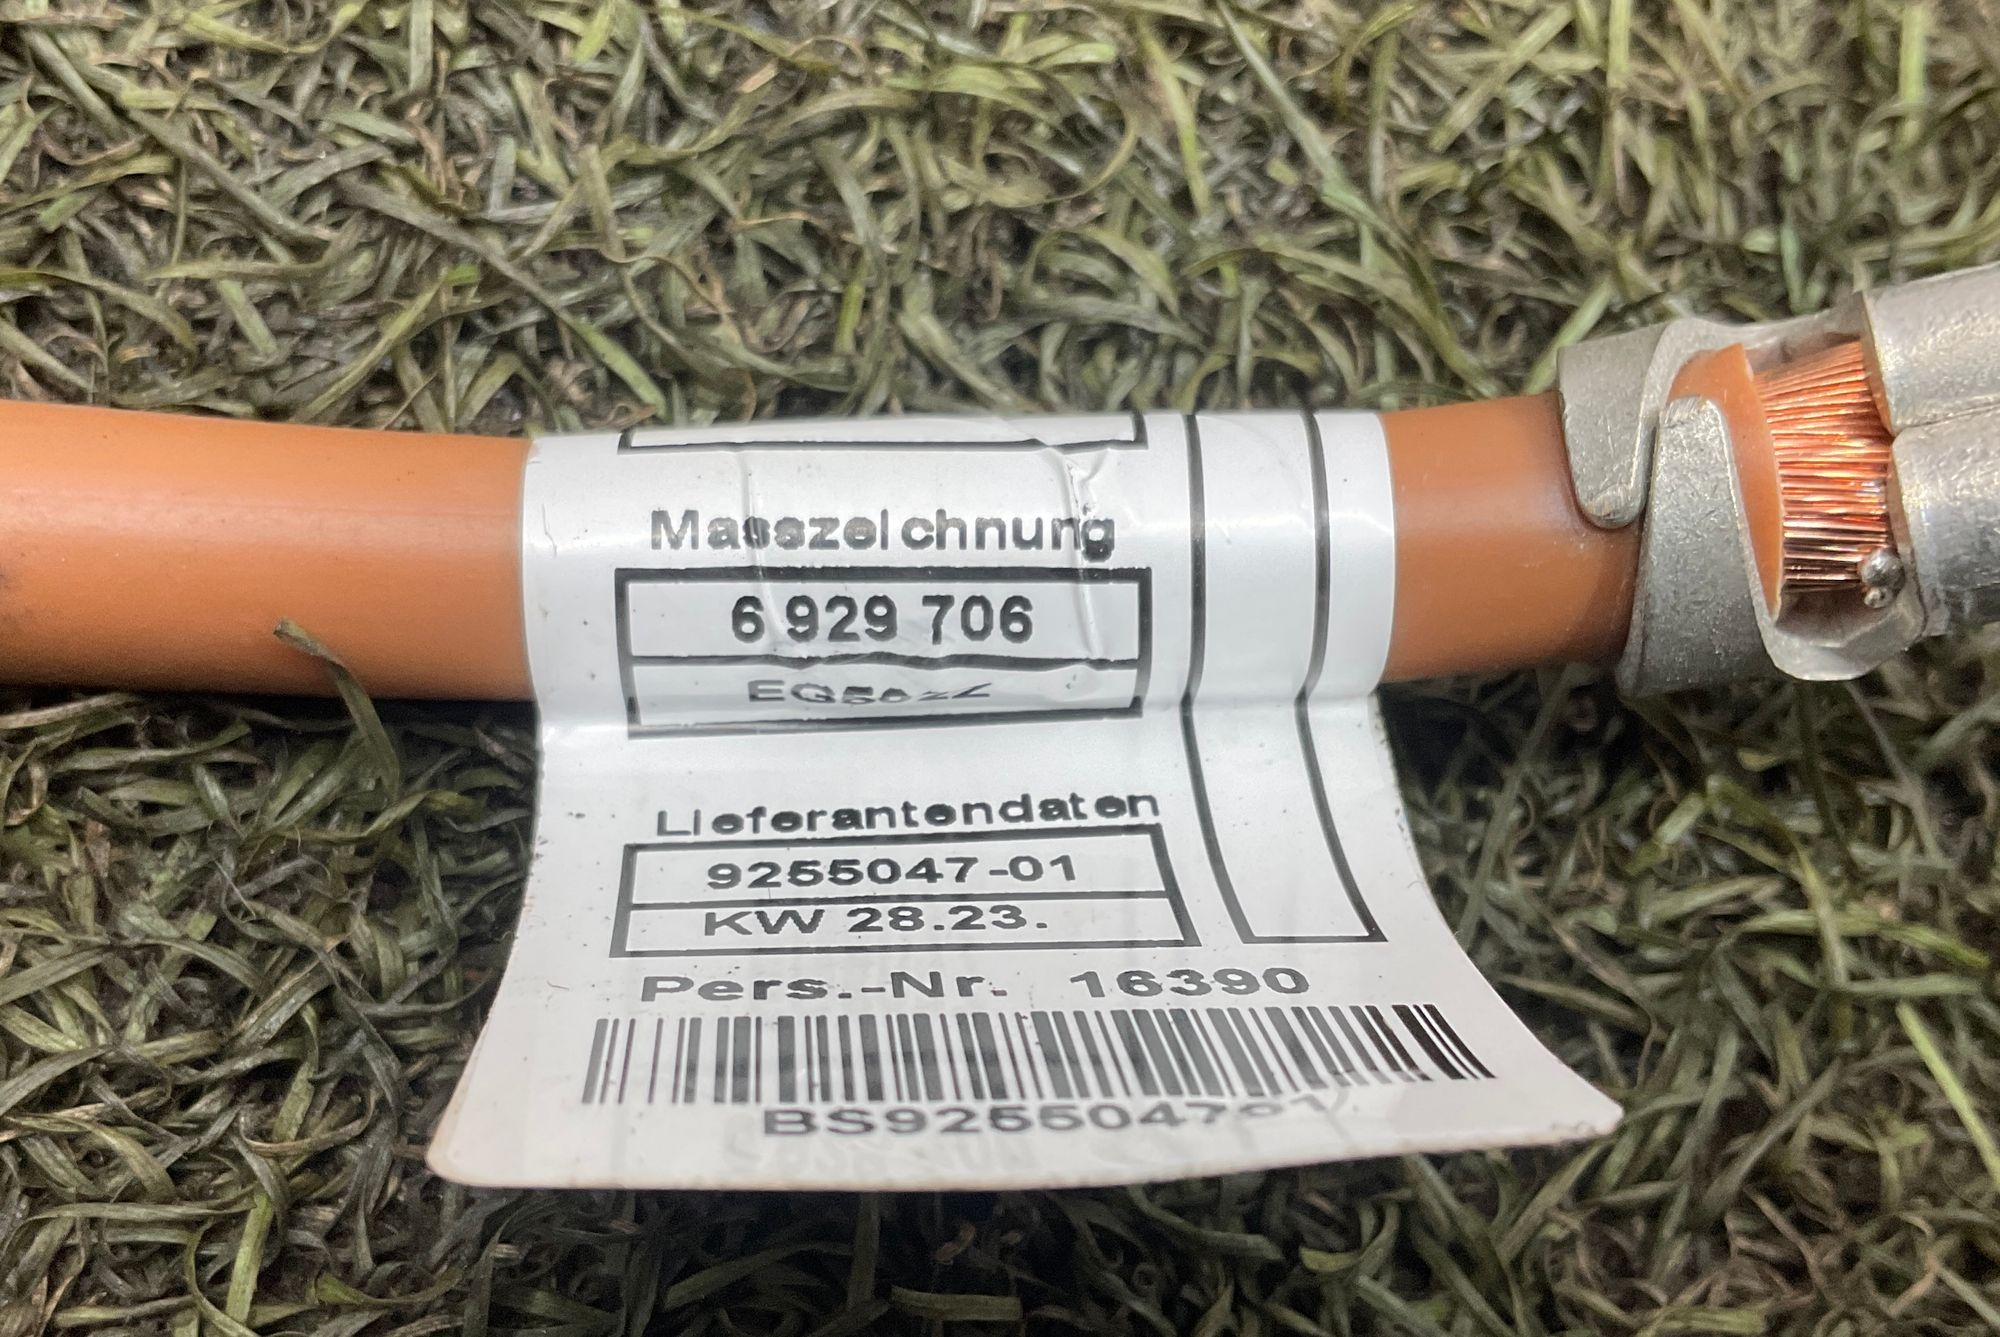 Masszeichnung
6 929 706
Lieferantendaten
9255047-01
KW 28.23.
Pers.-Nr. 16390